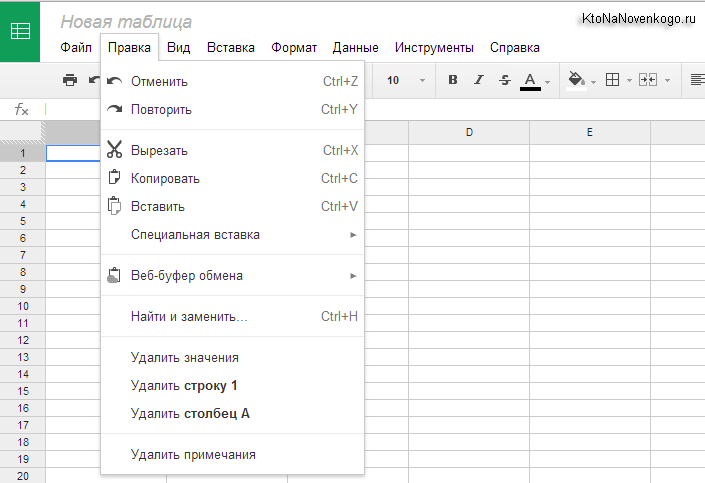 KtoNaNovenkogo.ru
Новая таблица
Файл Правка Вид Вставка Формат Данные Инструменты Справка
10 B I S A
fx
D E
Отменить Ctrl+Z
Повторить Ctrl+Y
Вырезать Ctrl+X
Копировать Ctrl+C
Вставить Ctrl+V
Специальная вставка
Веб-буфер обмена
Найти и заменить... Ctrl+H
Удалить значения
Удалить строку 1
Удалить столбец A
Удалить примечания
1
2
3
4
5
6
7
8
9
10
11
12
13
14
15
16
17
18
19
20